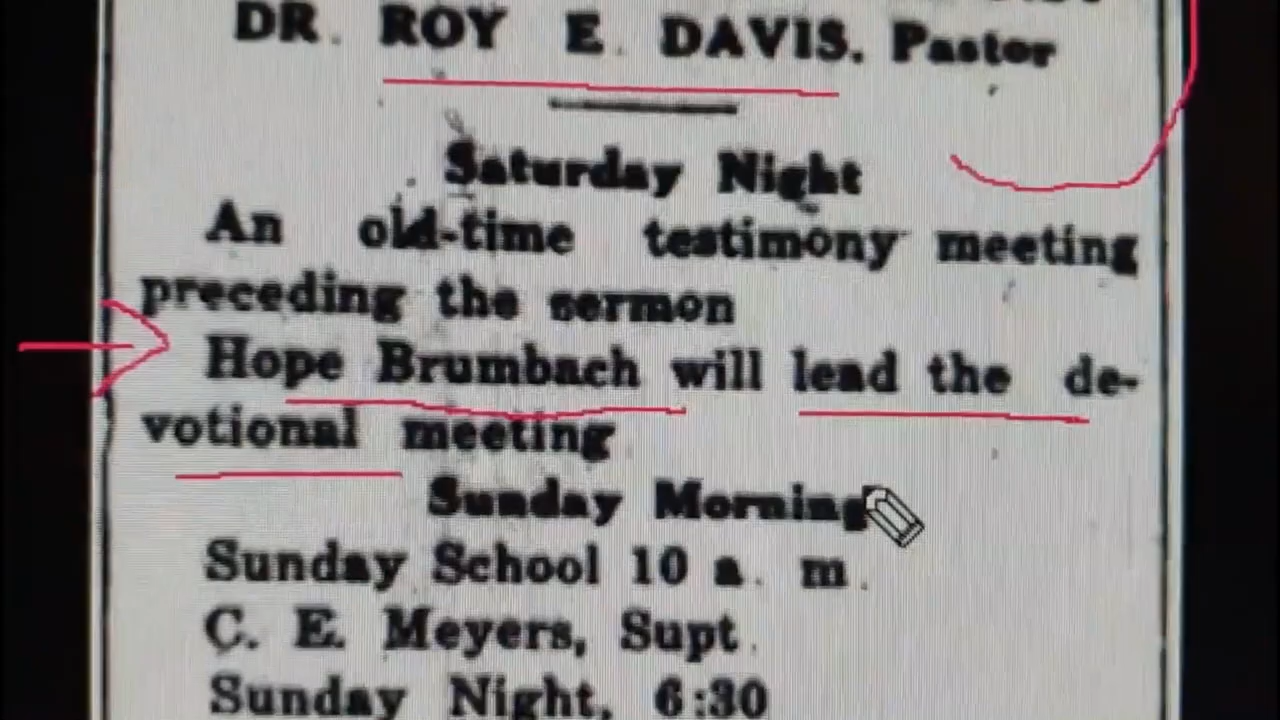 DR. ROY E. DAVIS, Pastor
Saturday Night
An old-time testimony meeting
preceding the sermon
Hope Brumbach will lead the de-
votional meeting
Sunday Morning
Sunday School 10 a. m.
C. E. Meyers, Supt.
Sunday Night, 6:30